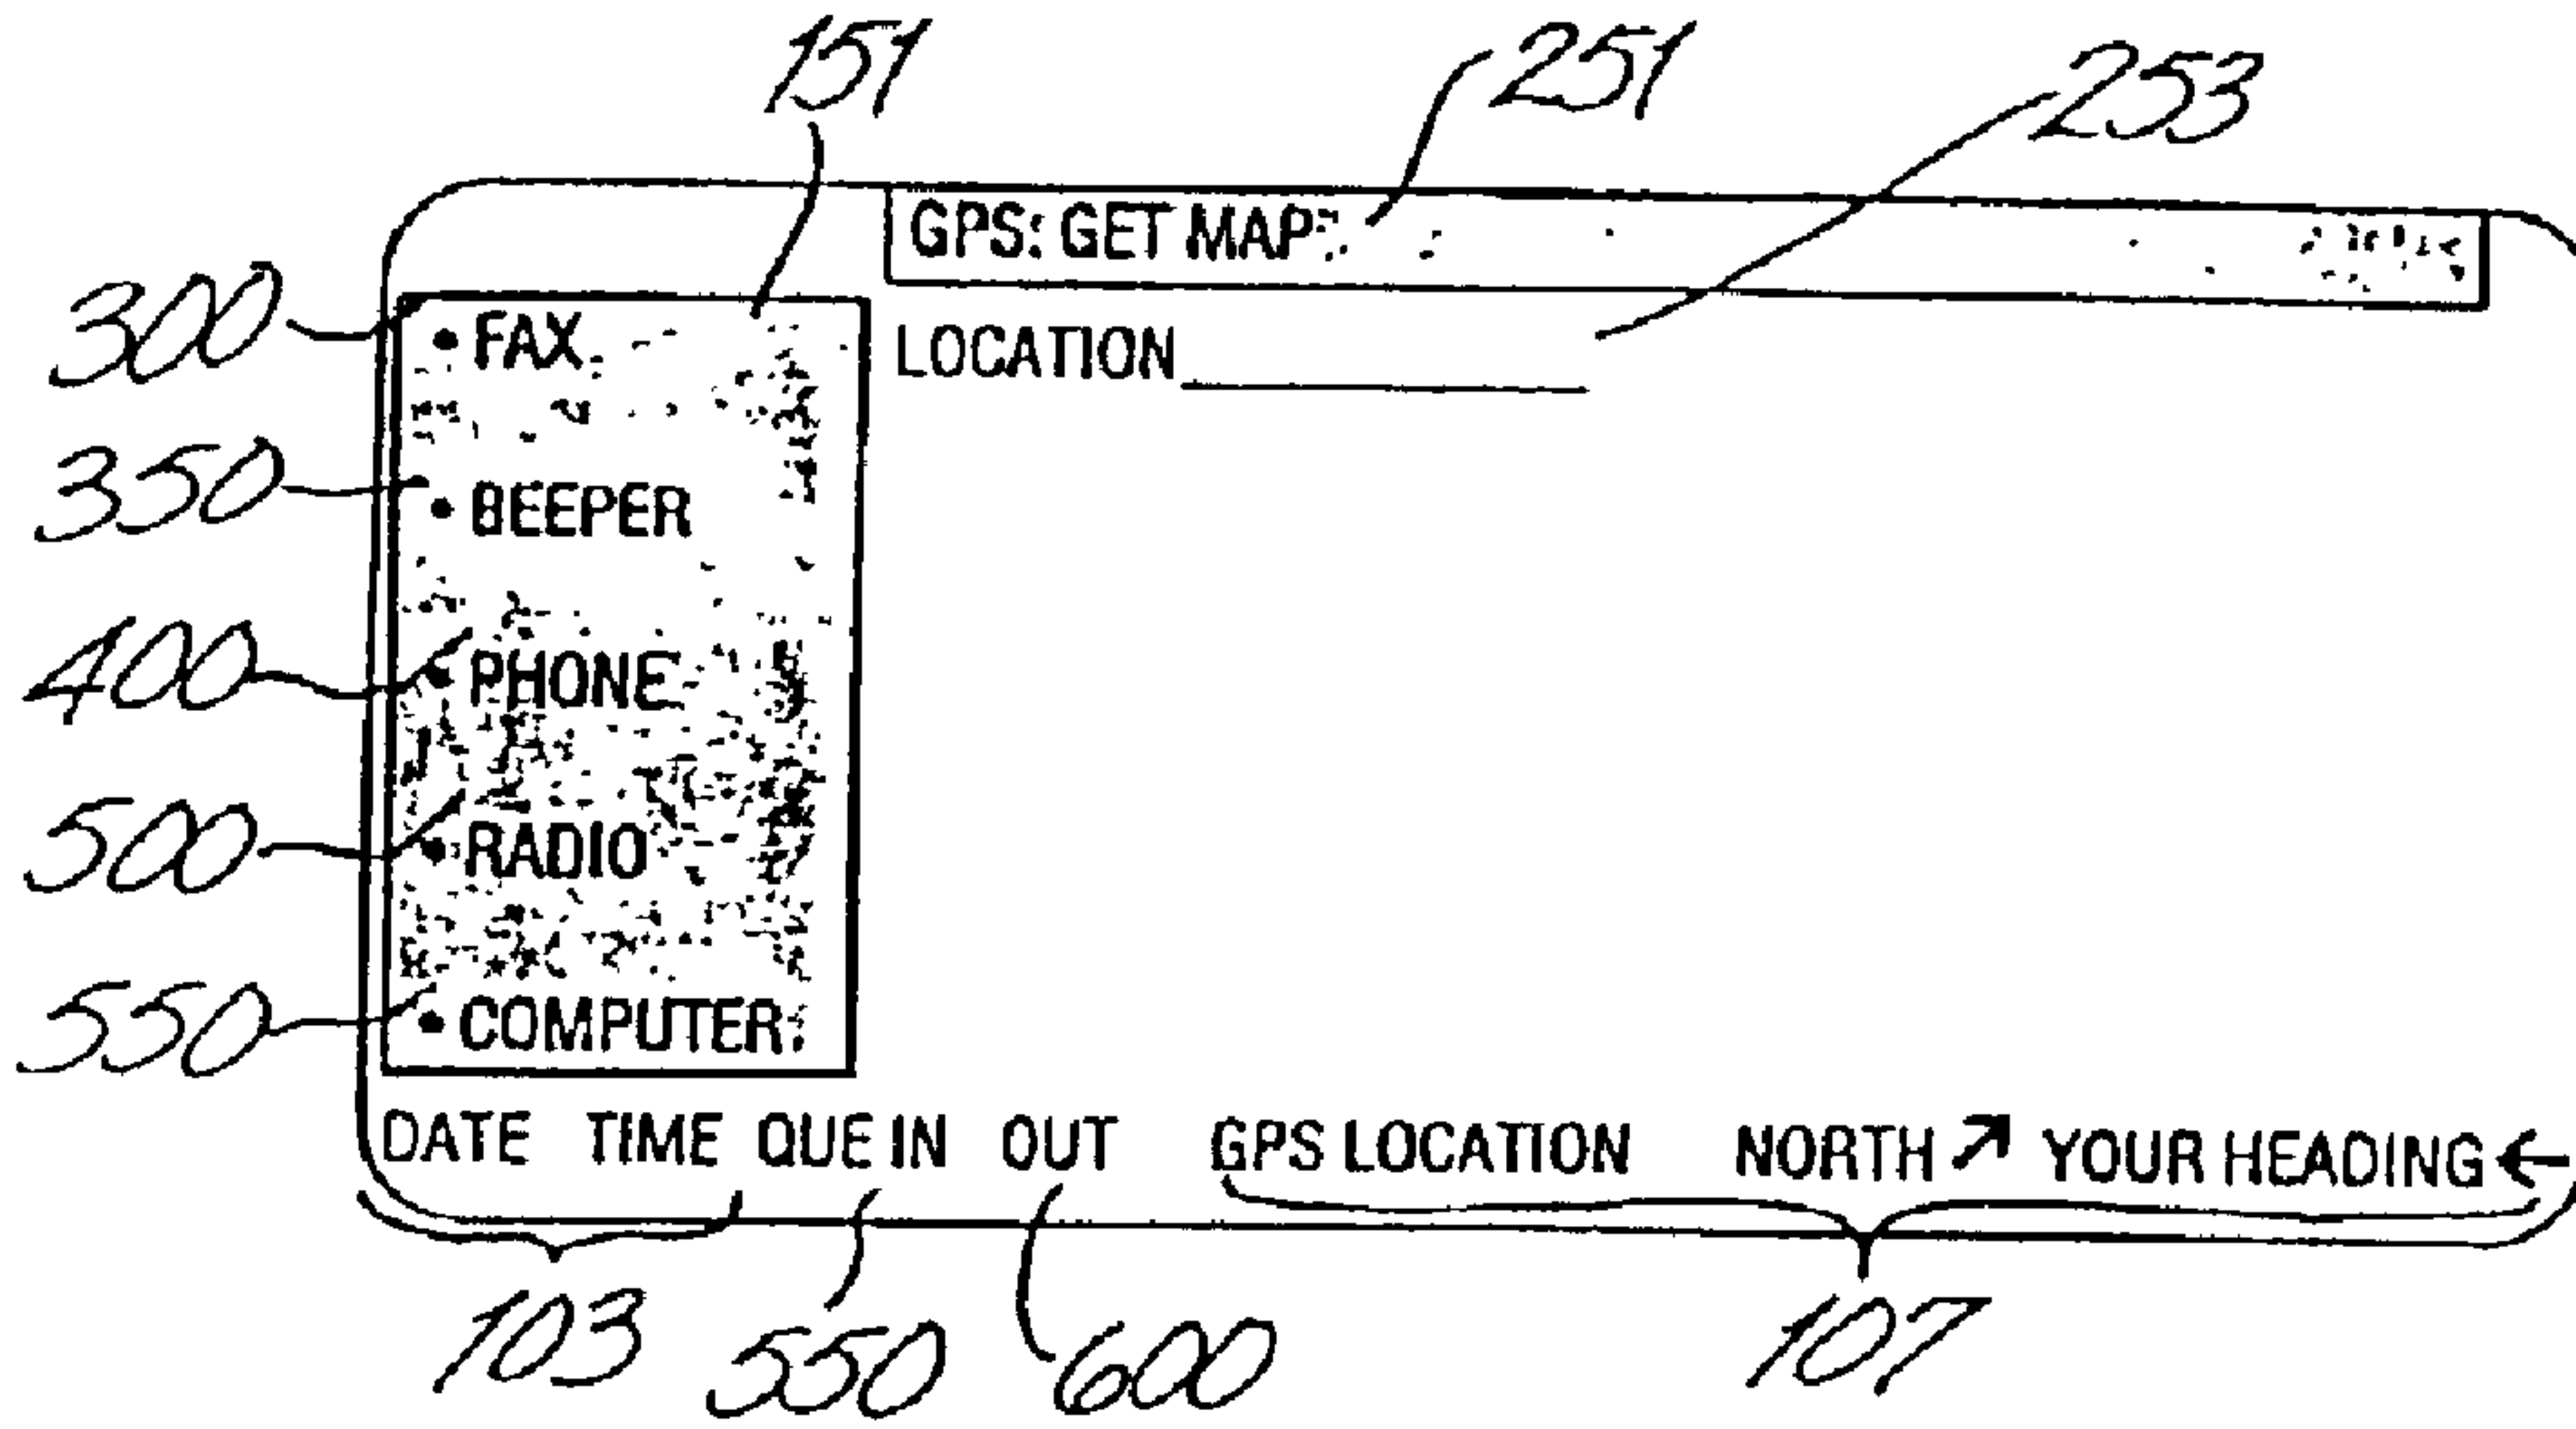 151 251 253
GPS: GET MAP
300 • FAX
LOCATION
350 • BEEPER
400 • PHONE
500 • RADIO
550 • COMPUTER
DATE TIME QUE IN OUT GPS LOCATION NORTH ↗ YOUR HEADING ←
103 550 600 107